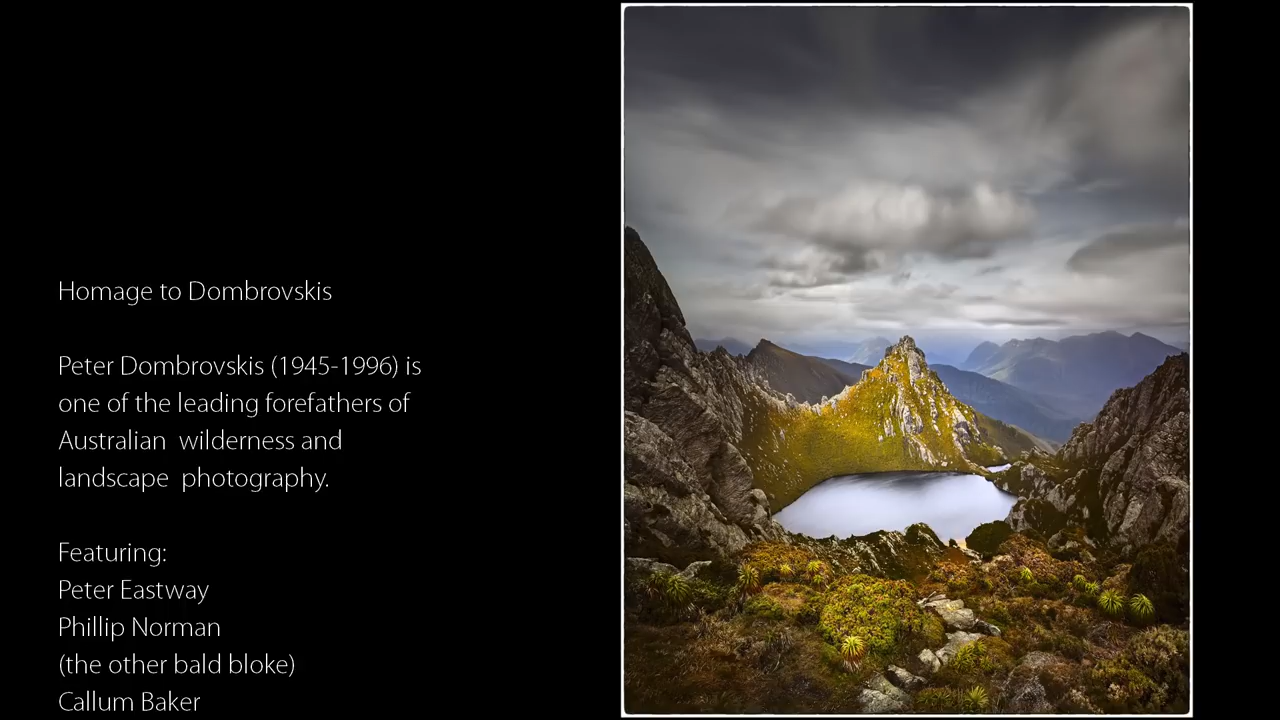 Homage to Dombrovskis
Peter Dombrovskis (1945-1996) is
one of the leading forefathers of
Australian  wilderness and
landscape  photography.
Featuring:
Peter Eastway
Phillip Norman
(the other bald bloke)
Callum Baker